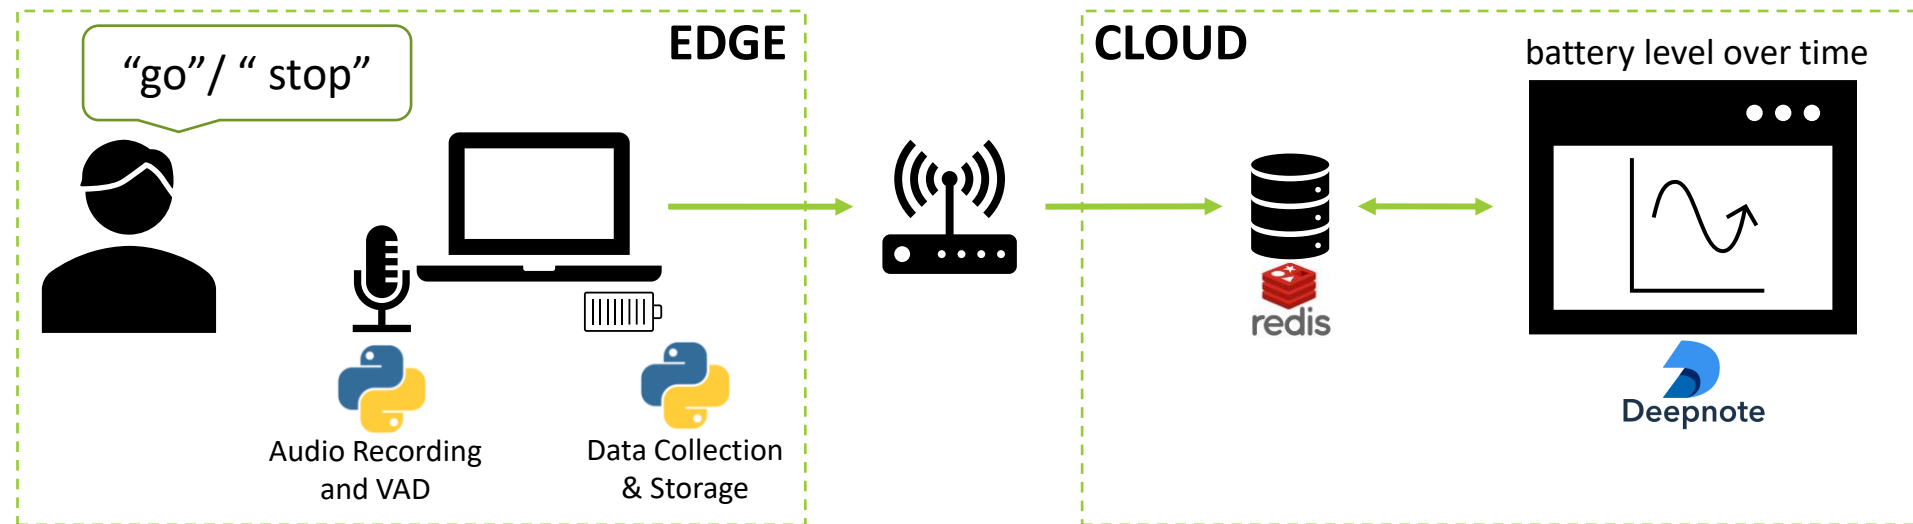 EDGE
“go”/ “ stop”
Audio Recording
and VAD
Data Collection
& Storage
CLOUD
redis
battery level over time
Deepnote